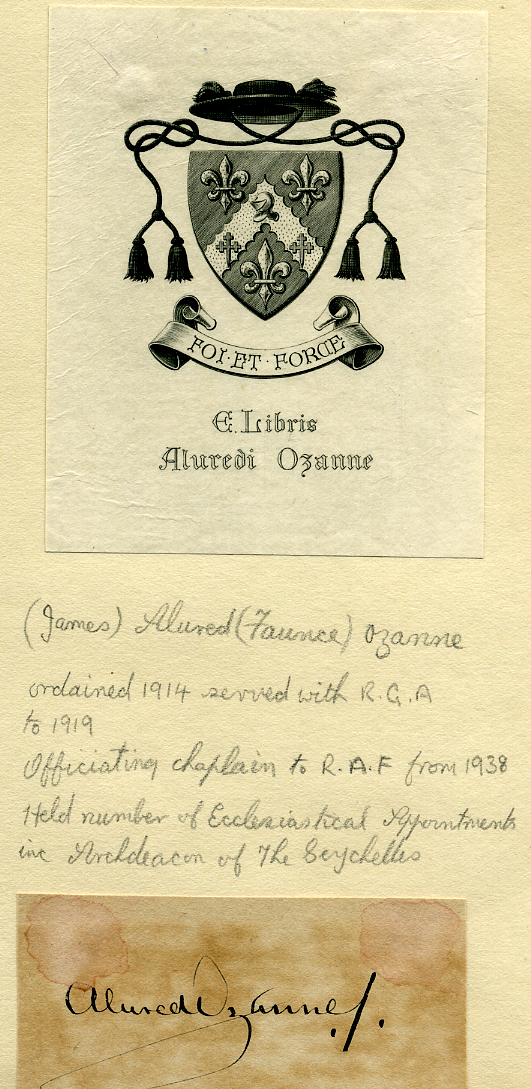 FOI · ET · FORCE
E. Libris
Aluredi Ozanne
(James) Alured (Faunce) Ozanne
ordained 1914 served with R.G.A
to 1919
Officiating chaplain to R.A.F from 1938
Held number of Ecclesiastical Appointments
inc Archdeacon of The Seychelles
Alured Ozanne /.